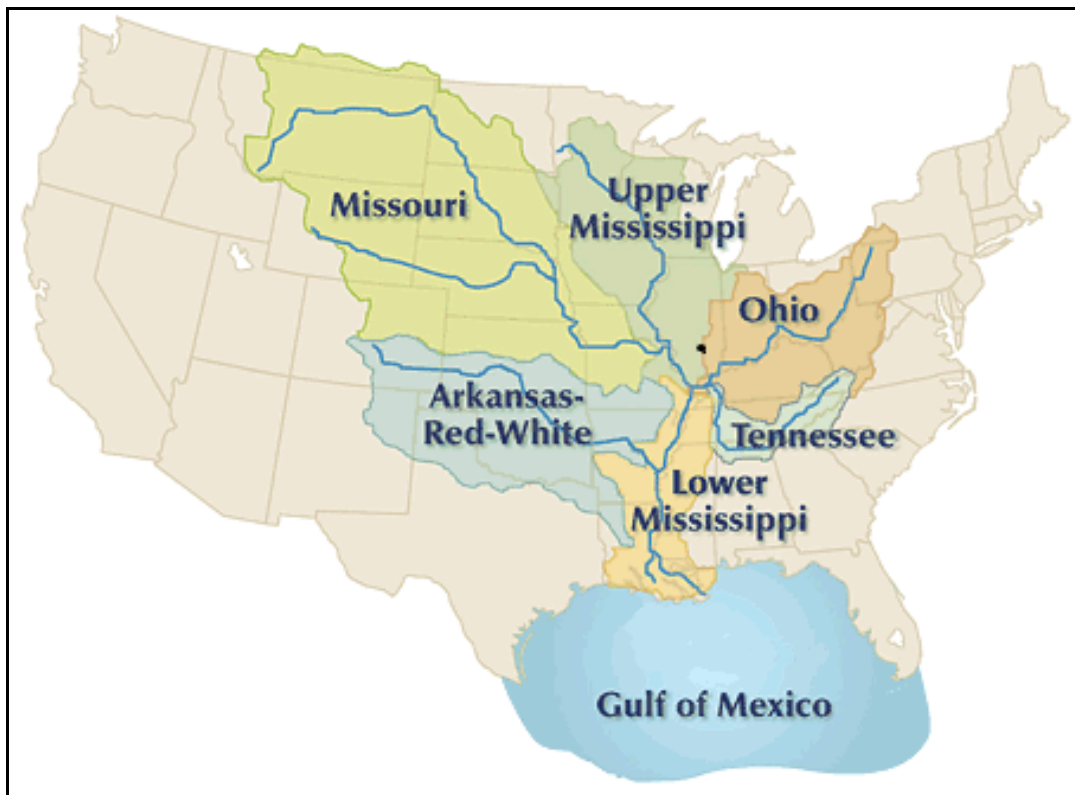 Missouri
Upper
Mississippi
Ohio
Arkansas-
Red-White
Tennessee
Lower
Mississippi
Gulf of Mexico